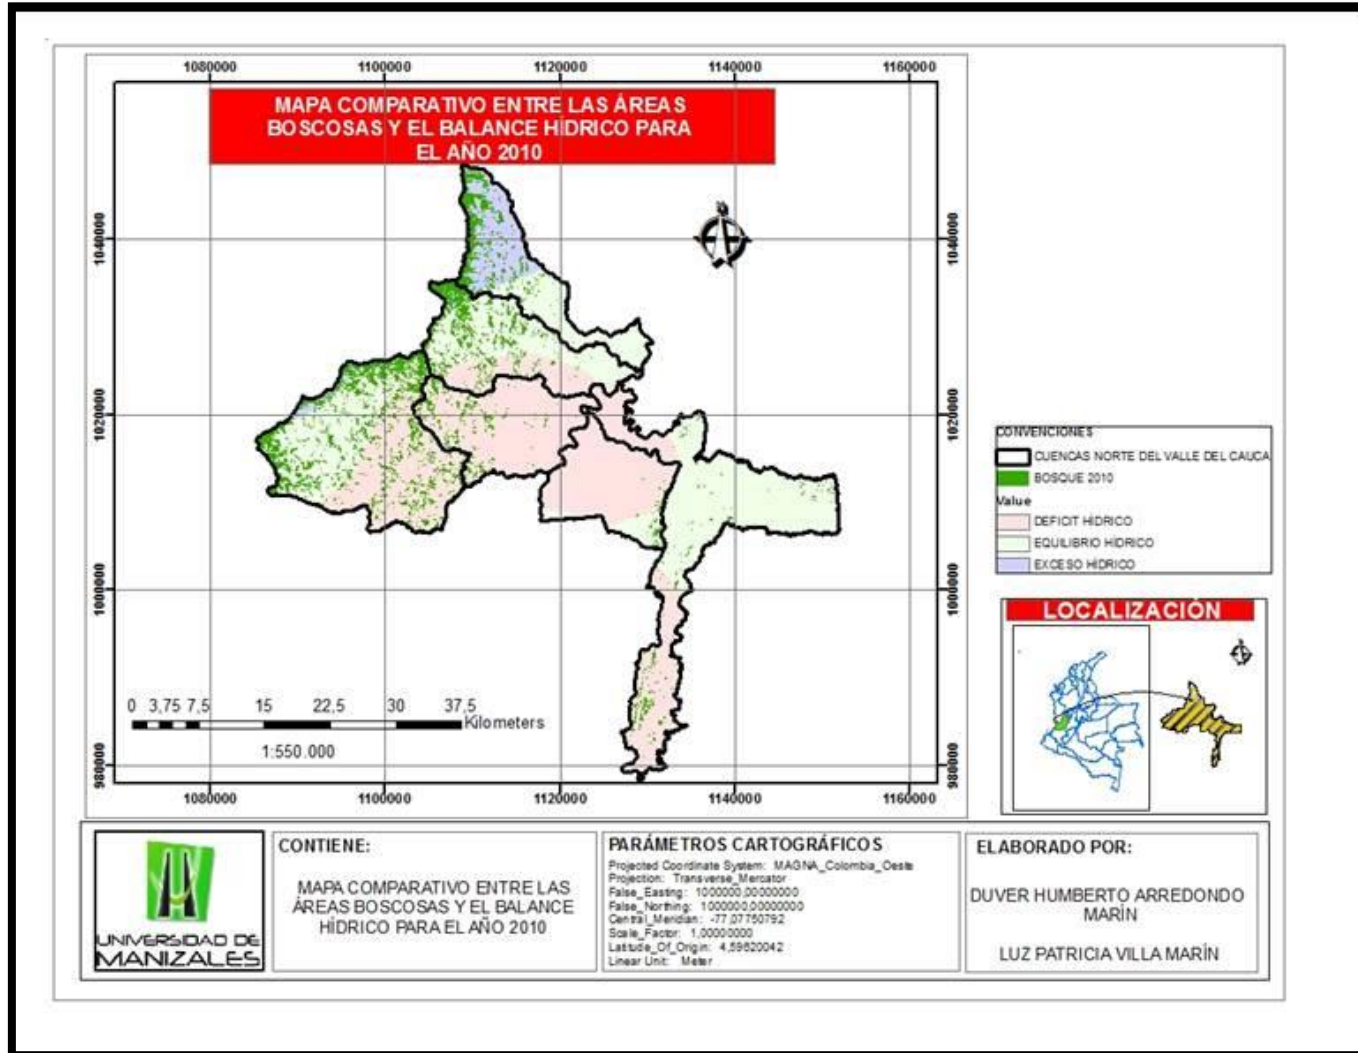 1080000 1100000 1120000 1140000 1160000
MAPA COMPARATIVO ENTRE LAS ÁREAS
BOSCOSAS Y EL BALANCE HÍDRICO PARA
EL AÑO 2010
1040000 1040000
1020000 1020000
1000000 1000000
980000 980000
0 3,75 7,5 15 22,5 30 37,5
Kilometers
1:550.000
1080000 1100000 1120000 1140000 1160000
CONVENCIONES
CUENCAS NORTE DEL VALLE DEL CAUCA
BOSQUE 2010
Value
DEFICIT HÍDRICO
EQUILIBRIO HÍDRICO
EXCESO HÍDRICO
LOCALIZACIÓN
UNIVERSIDAD DE
MANIZALES
CONTIENE:
MAPA COMPARATIVO ENTRE LAS
ÁREAS BOSCOSAS Y EL BALANCE
HÍDRICO PARA EL AÑO 2010
PARÁMETROS CARTOGRÁFICOS
Projected Coordinate System: MAGNA_Colombia_Oeste
Projection: Transverse_Mercator
False_Easting: 1000000,00000000
False_Northing: 1000000,00000000
Central_Meridian: -77,07750792
Scale_Factor: 1,00000000
Latitude_Of_Origin: 4,59620042
Linear Unit: Meter
ELABORADO POR:
DUVER HUMBERTO ARREDONDO
MARÍN
LUZ PATRICIA VILLA MARÍN